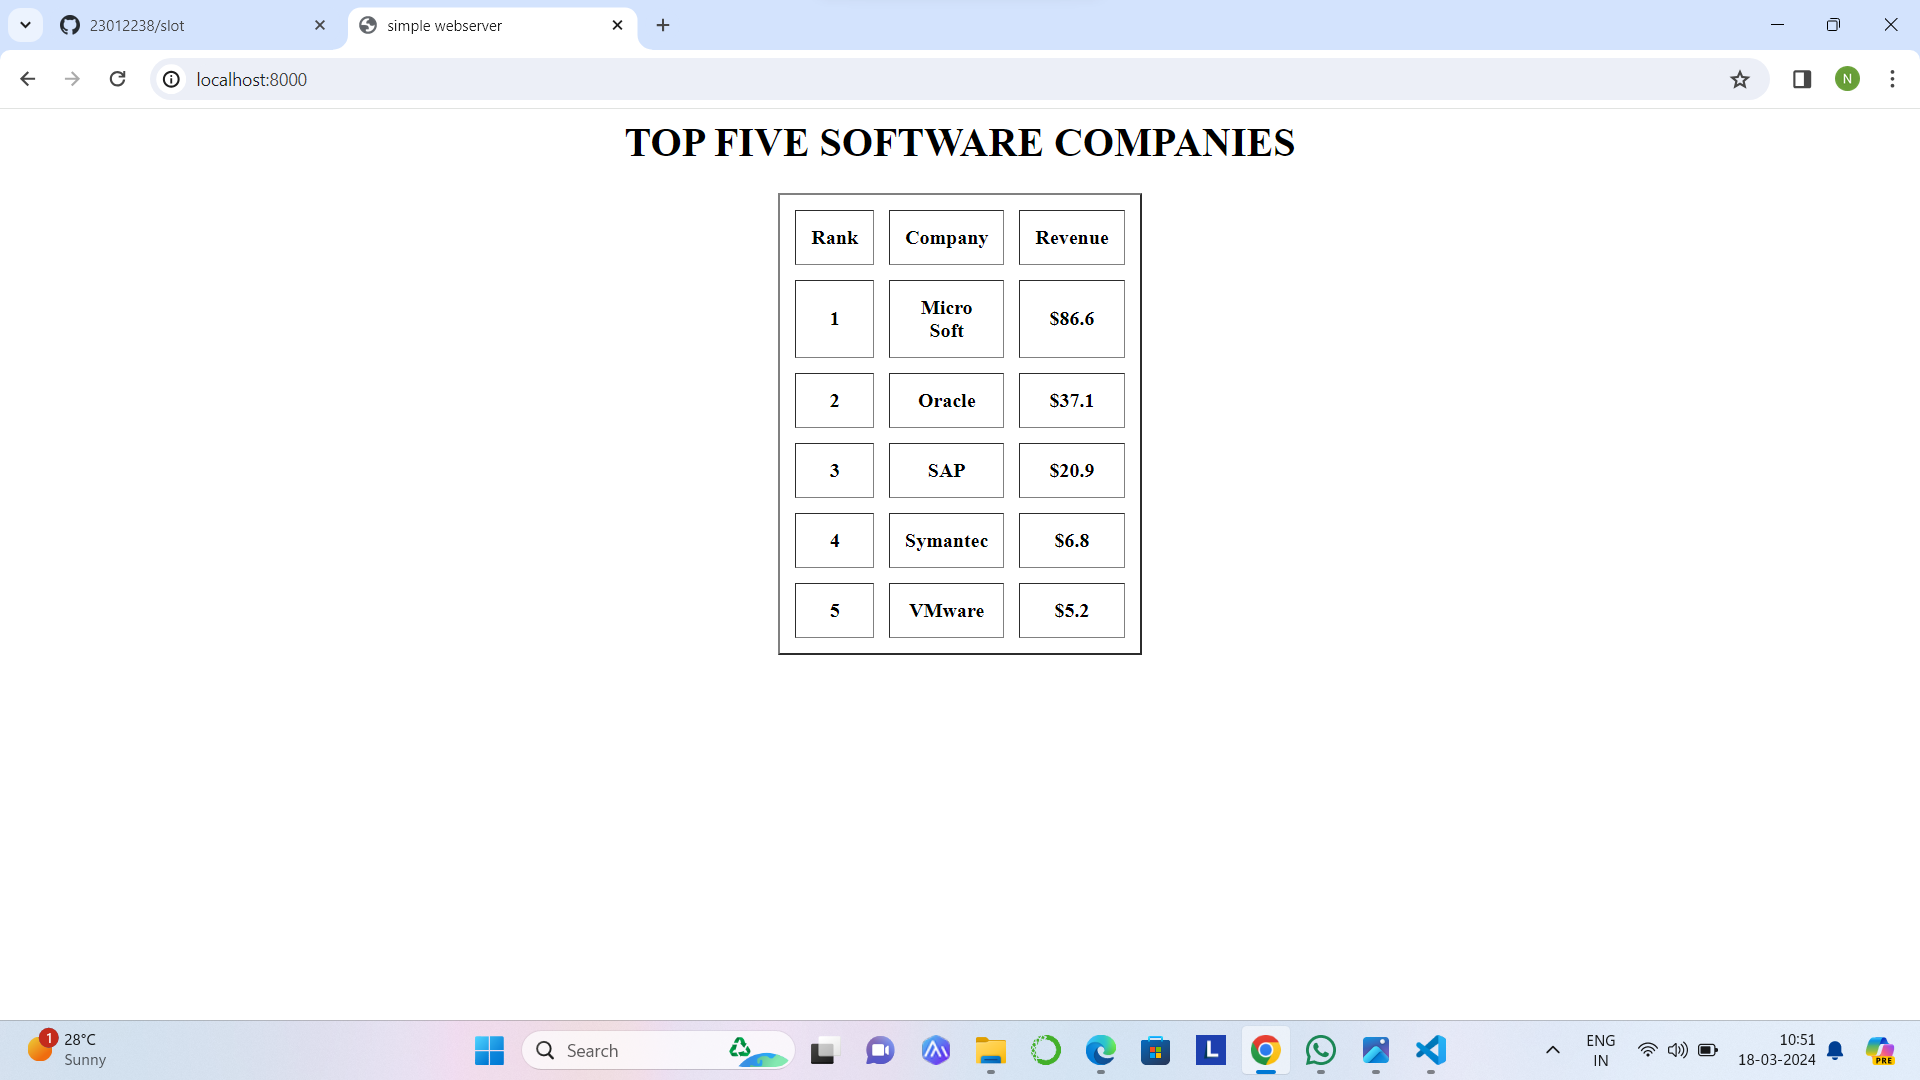 23012238/slot
simple webserver
localhost:8000
N
TOP FIVE SOFTWARE COMPANIES
Rank Company Revenue
1 Micro Soft $86.6
2 Oracle $37.1
3 SAP $20.9
4 Symantec $6.8
5 VMware $5.2
1
28°C
Sunny
Search
L
ENG
IN
10:51
18-03-2024
PRE